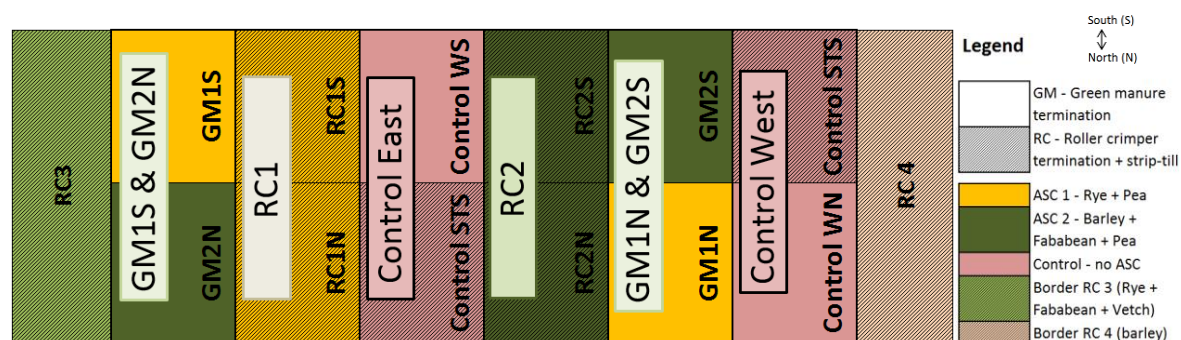 RC3
GM1S & GM2N
GM1S
GM2N
RC1
RC1S
RC1N
Control East
Control WS
Control STS
RC2
RC2S
RC2N
GM1N & GM2S
GM2S
GM1N
Control West
Control STS
Control WN
RC 4
Legend
South (S)
North (N)
GM - Green manure
termination
RC - Roller crimper
termination + strip-till
ASC 1 - Rye + Pea
ASC 2 - Barley +
Fababean + Pea
Control - no ASC
Border RC 3 (Rye +
Fababean + Vetch)
Border RC 4 (barley)